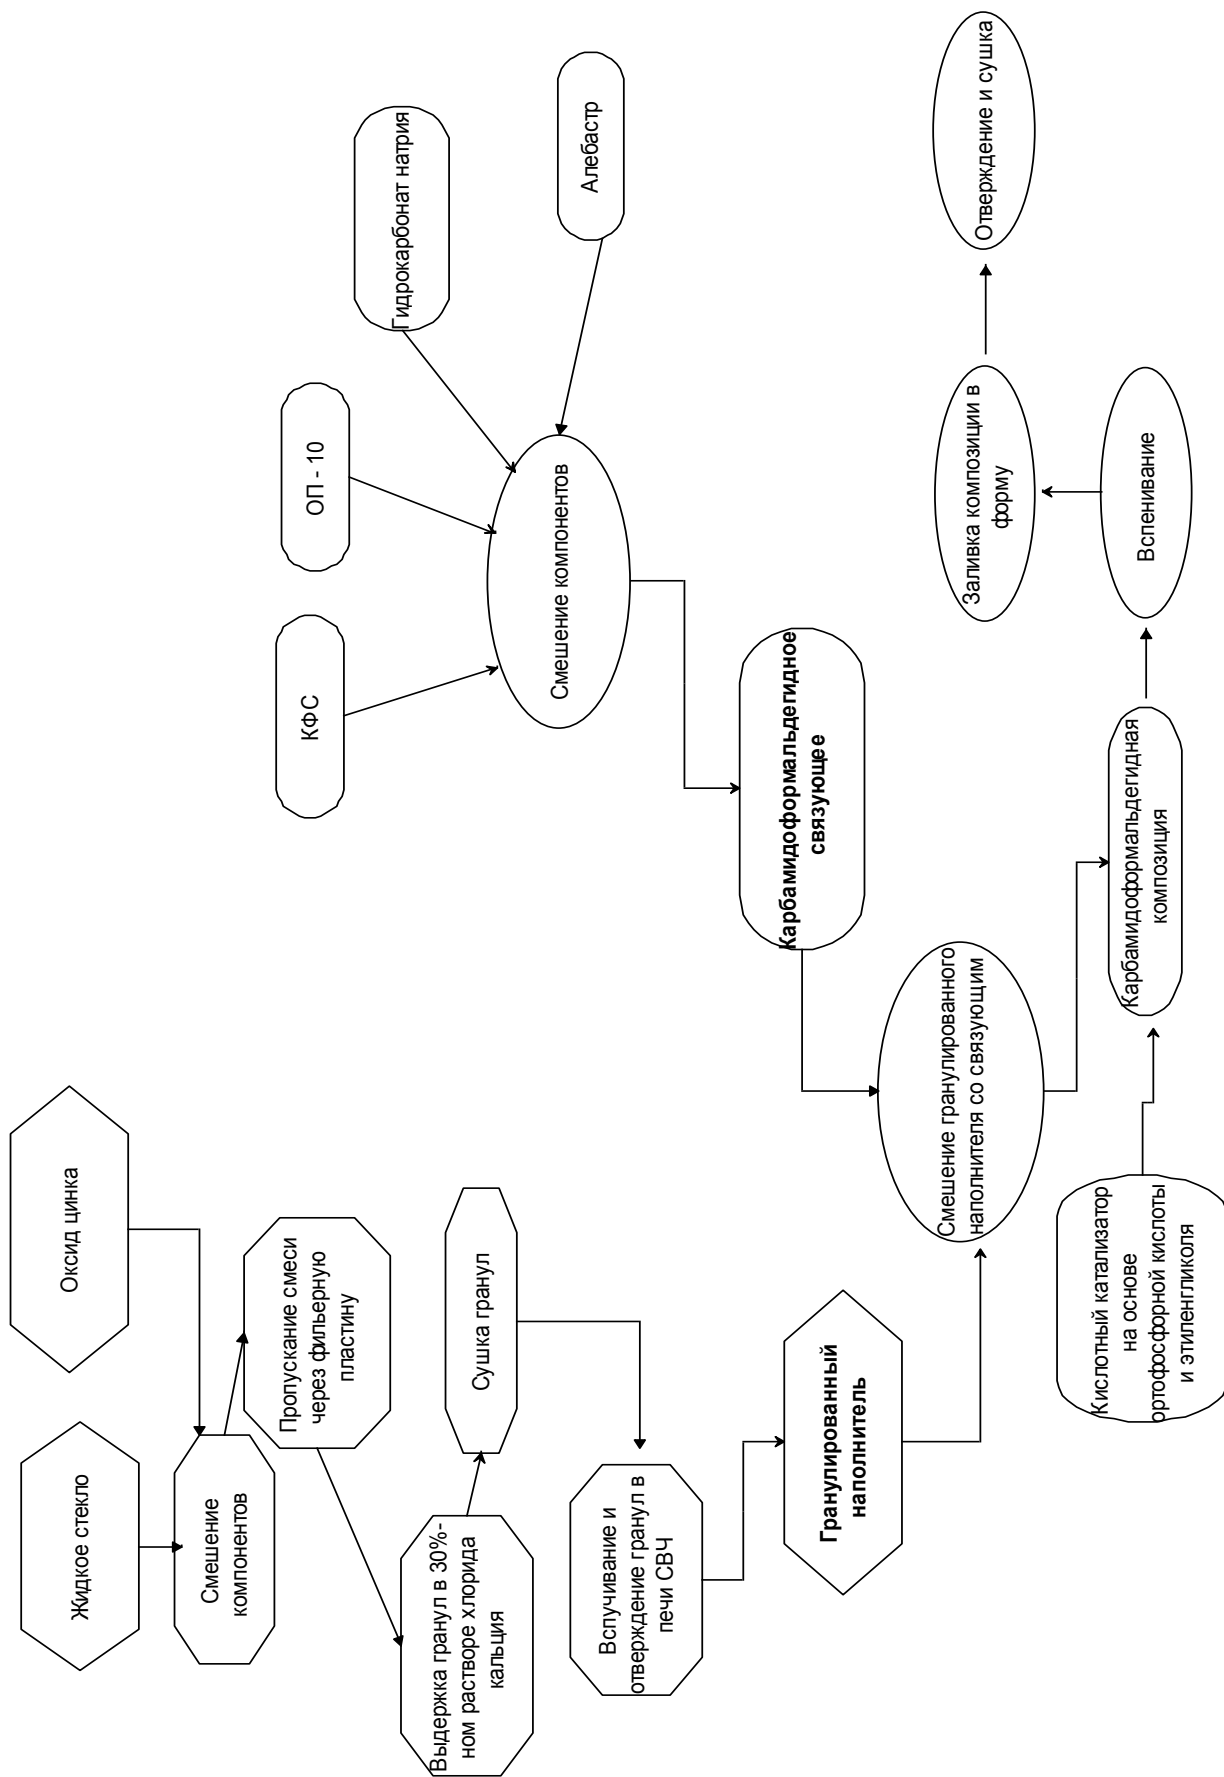 Жидкое стекло
Оксид цинка
Смешение
компонентов
Пропускание смеси
через фильерную
пластину
Выдержка гранул в 30%-
ном растворе хлорида
кальция
Сушка гранул
Вспучивание и
отверждение гранул в
печи СВЧ
Гранулированный
наполнитель
КФС
ОП - 10
Гидрокарбонат натрия
Алебастр
Смешение компонентов
Карбамидоформальдегидное
связующее
Смешение гранулированного
наполнителя со связующим
Кислотный катализатор
на основе
ортофосфорной кислоты
и этиленгликоля
Карбамидоформальдегидная
композиция
Вспенивание
Заливка композиции в
форму
Отверждение и сушка